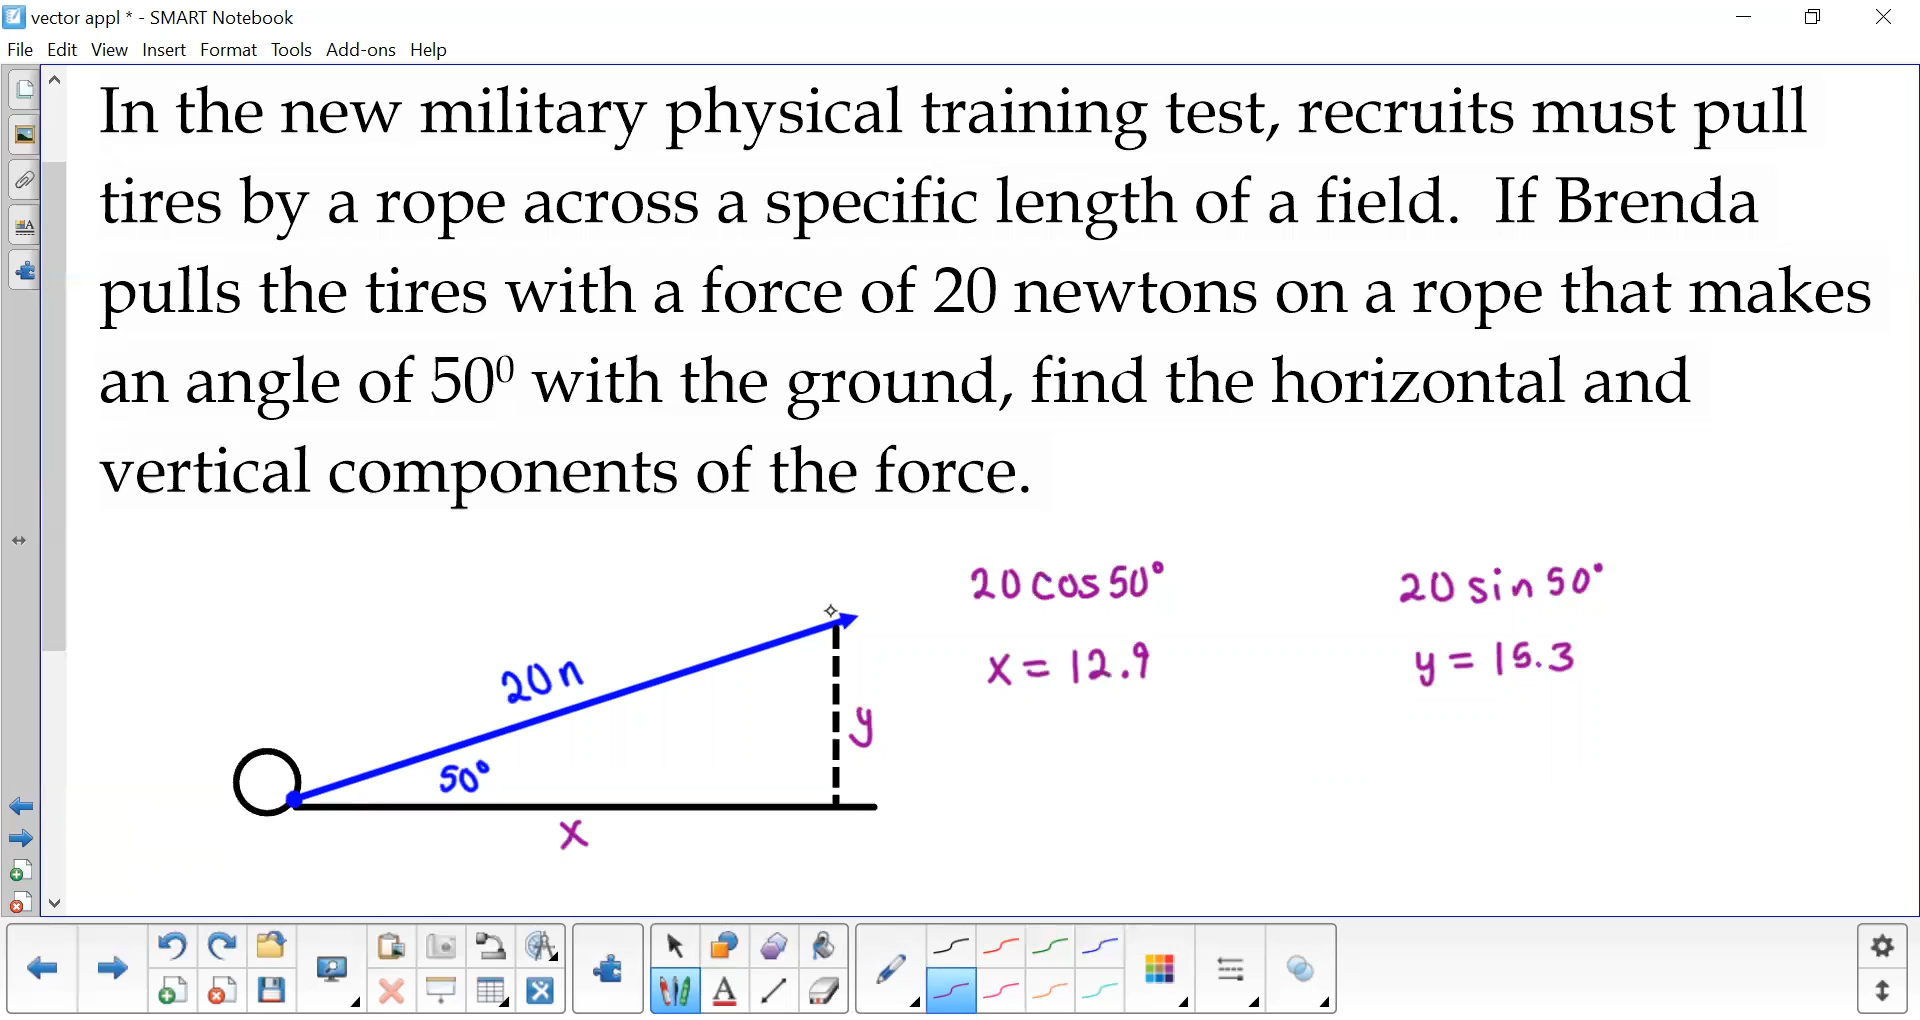 vector appl * - SMART Notebook
File Edit View Insert Format Tools Add-ons Help
In the new military physical training test, recruits must pull
tires by a rope across a specific length of a field. If Brenda
pulls the tires with a force of 20 newtons on a rope that makes
an angle of 50⁰ with the ground, find the horizontal and
vertical components of the force.
20 cos 50°
20 sin 50°
x = 12.9
y = 15.3
20 n
50°
y
x